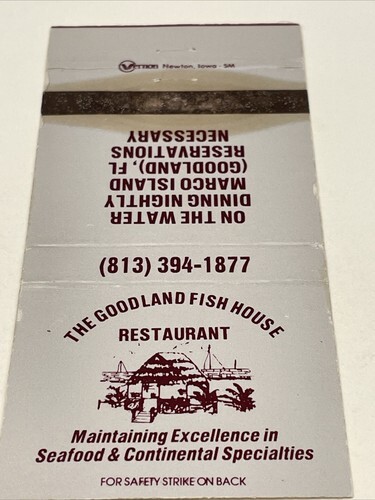 Vernon Newton, Iowa - SM
ON THE WATER
DINING NIGHTLY
MARCO ISLAND
(GOODLAND), FL
RESERVATIONS
NECESSARY
(813) 394-1877
THE GOODLAND FISH HOUSE
RESTAURANT
Maintaining Excellence in
Seafood & Continental Specialties
FOR SAFETY STRIKE ON BACK